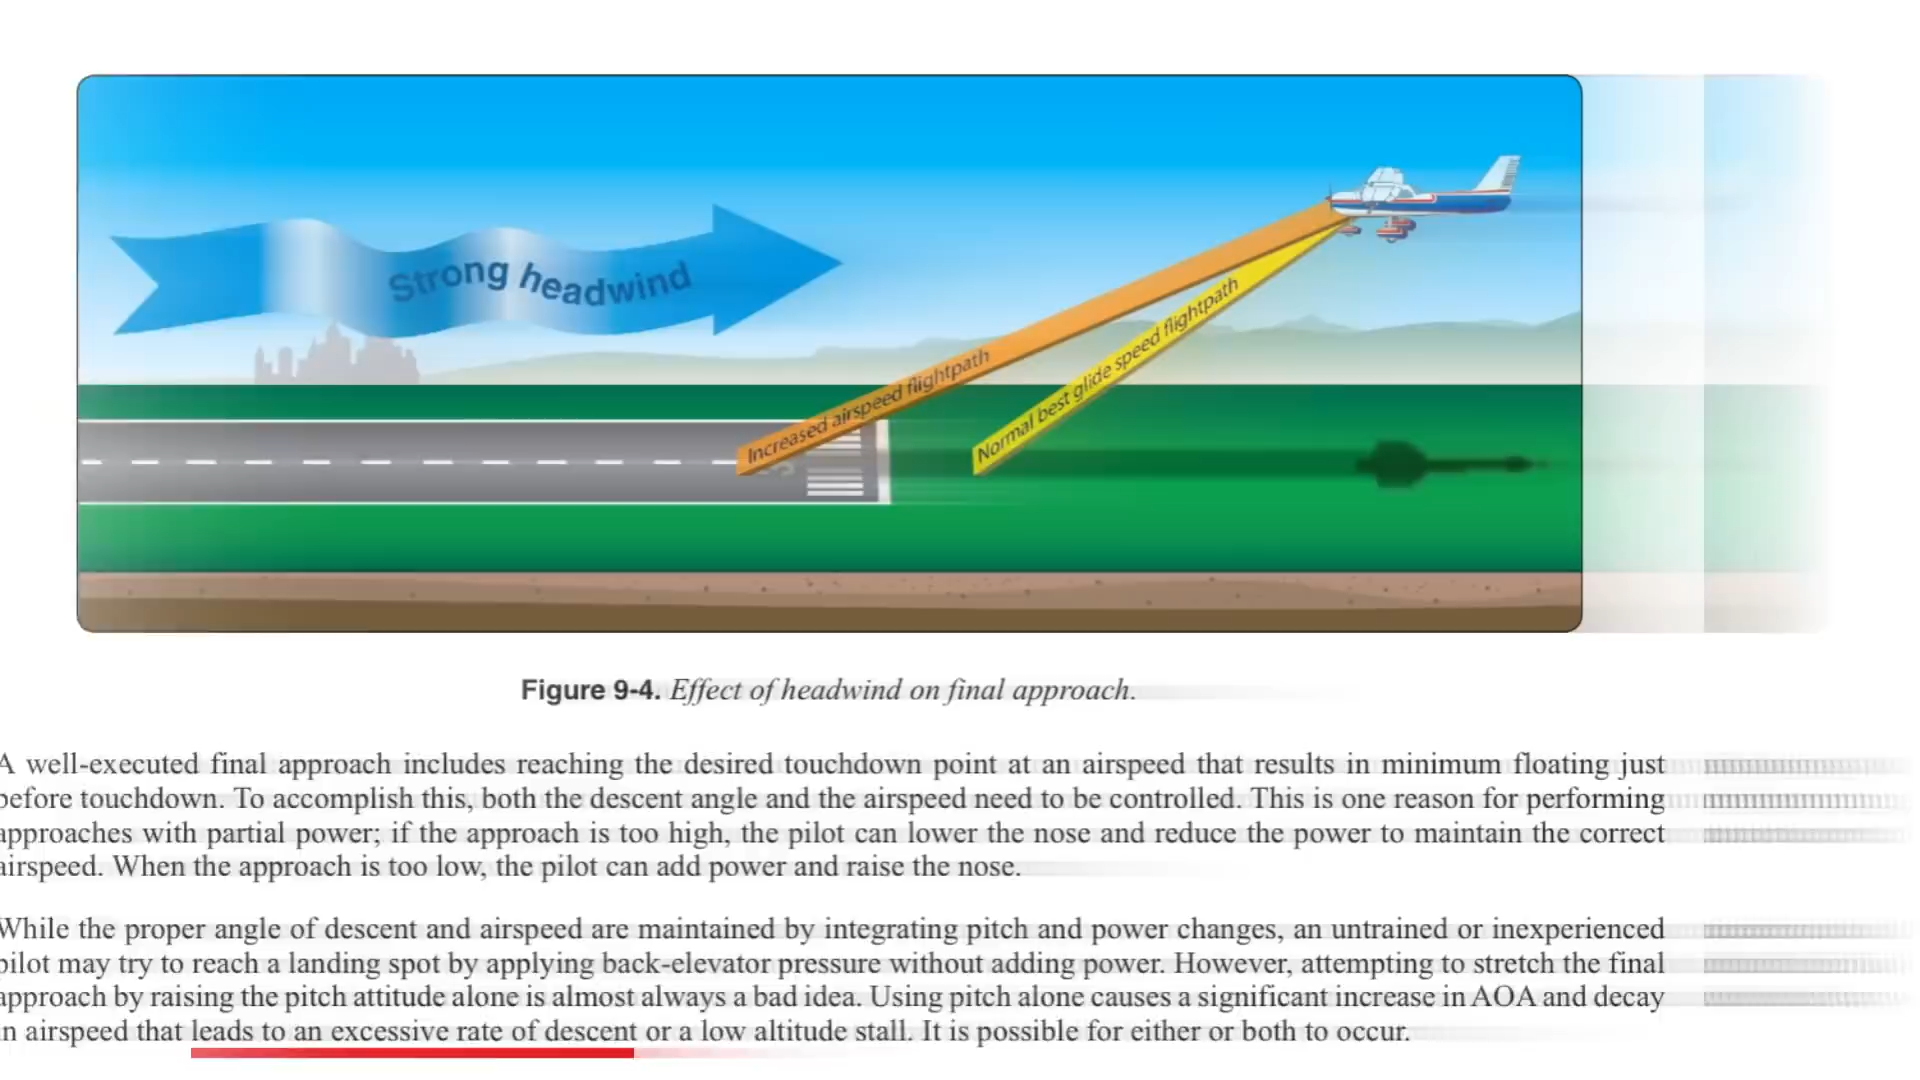 Strong headwind
Increased airspeed flightpath
Normal best glide speed flightpath
Figure 9-4. Effect of headwind on final approach.
A well-executed final approach includes reaching the desired touchdown point at an airspeed that results in minimum floating just
before touchdown. To accomplish this, both the descent angle and the airspeed need to be controlled. This is one reason for performing
approaches with partial power; if the approach is too high, the pilot can lower the nose and reduce the power to maintain the correct
airspeed. When the approach is too low, the pilot can add power and raise the nose.
While the proper angle of descent and airspeed are maintained by integrating pitch and power changes, an untrained or inexperienced
pilot may try to reach a landing spot by applying back-elevator pressure without adding power. However, attempting to stretch the final
approach by raising the pitch attitude alone is almost always a bad idea. Using pitch alone causes a significant increase in AOA and decay
in airspeed that leads to an excessive rate of descent or a low altitude stall. It is possible for either or both to occur.